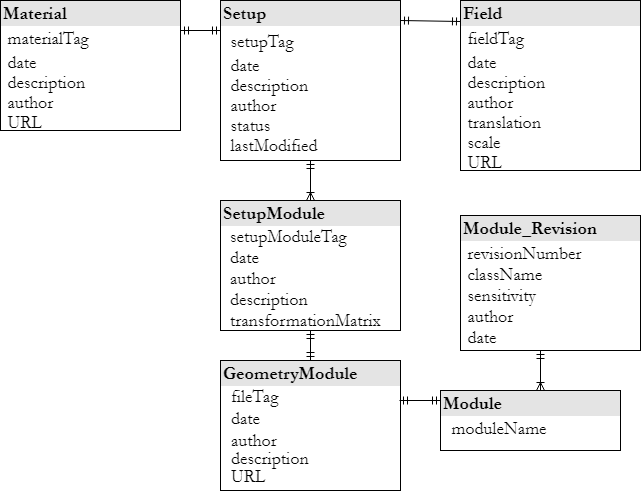 Material
materialTag
date
description
author
URL
Setup
setupTag
date
description
author
status
lastModified
Field
fieldTag
date
description
author
translation
scale
URL
SetupModule
setupModuleTag
date
author
description
transformationMatrix
Module_Revision
revisionNumber
className
sensitivity
author
date
GeometryModule
fileTag
date
author
description
URL
Module
moduleName